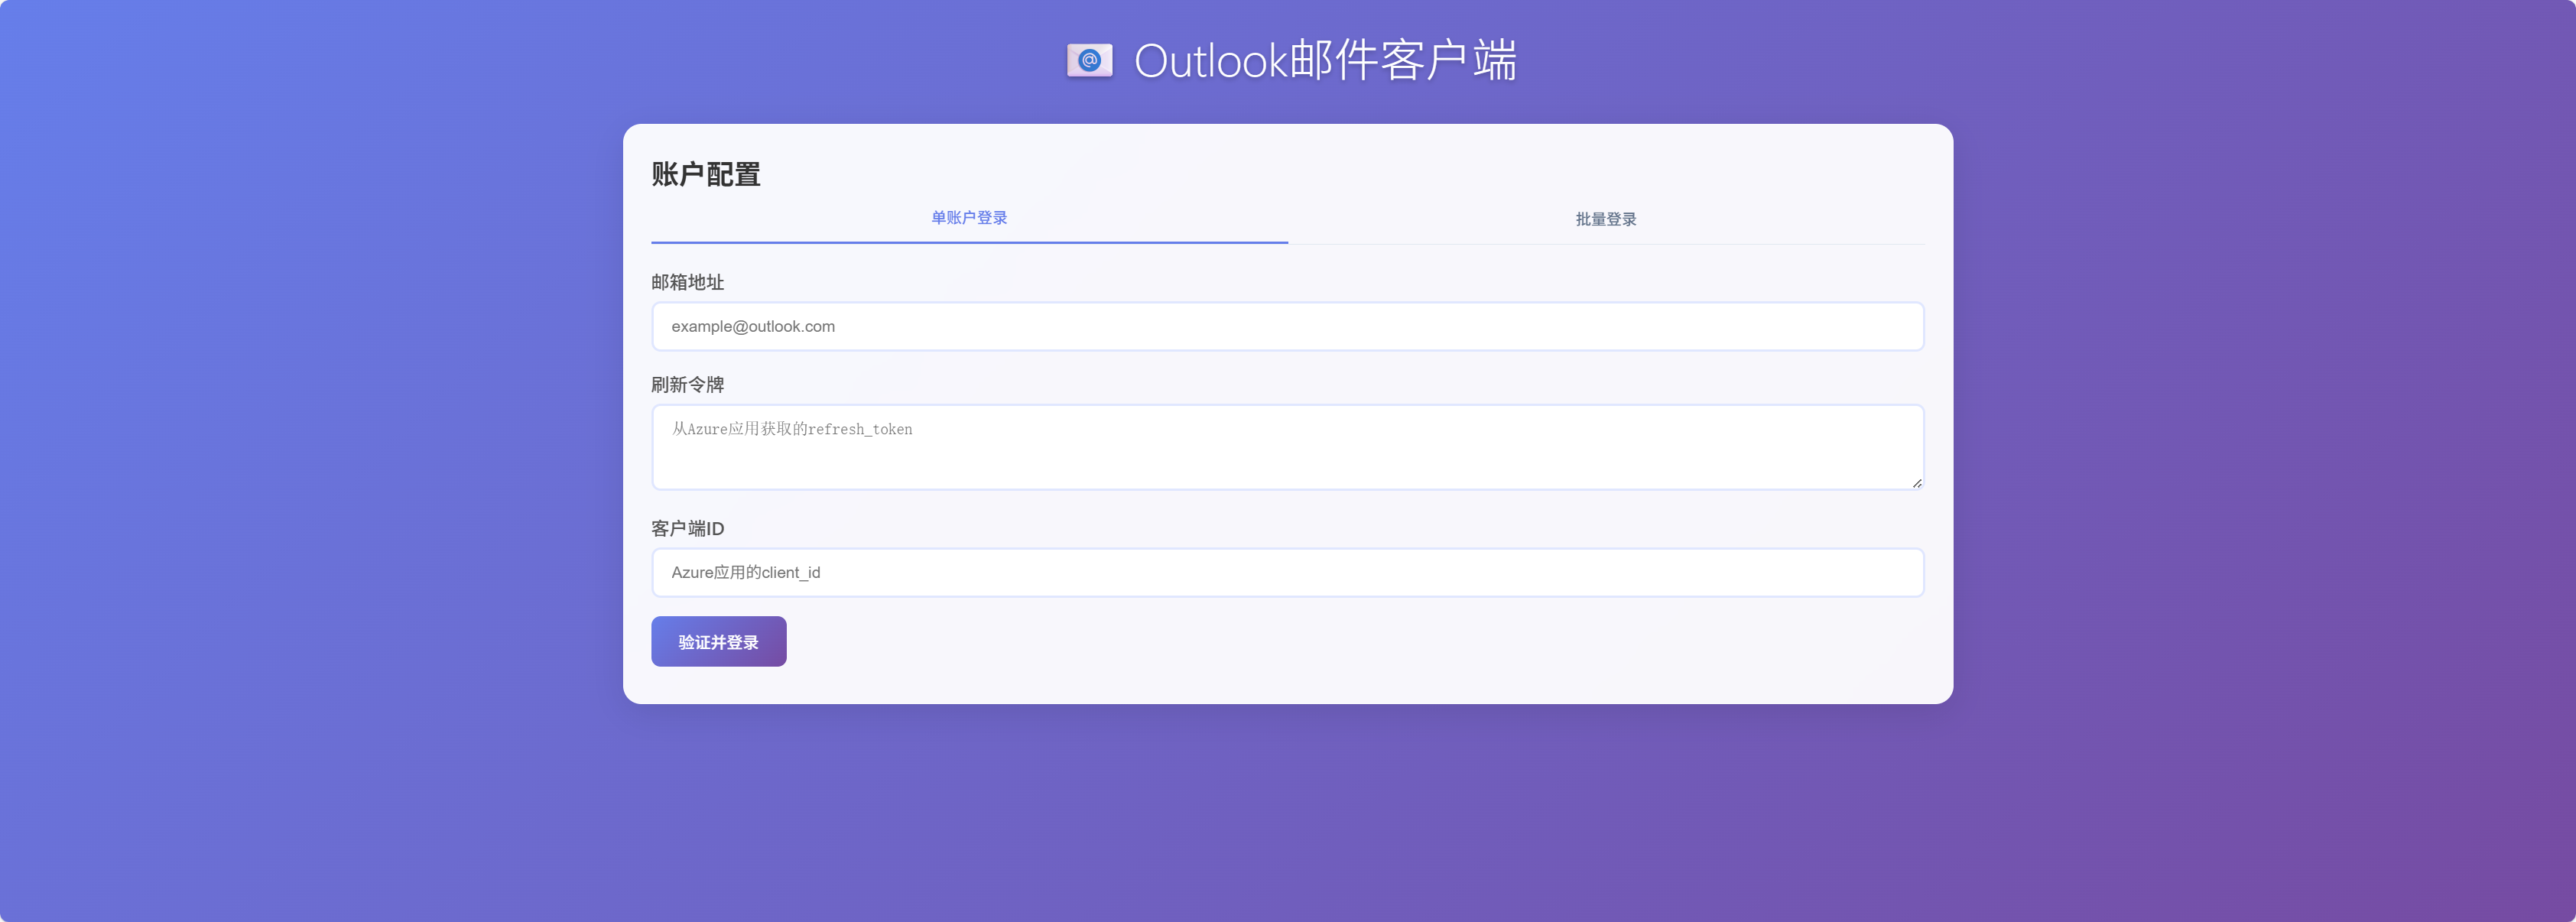 Outlook邮件客户端
账户配置
单账户登录
批量登录
邮箱地址
example@outlook.com
刷新令牌
从Azure应用获取的refresh_token
客户端ID
Azure应用的client_id
验证并登录